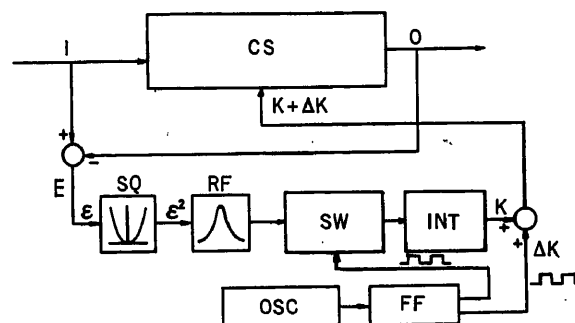 I
CS
O
K+ΔK
+
-
E
SQ
RF
ε
ε²
SW
INT
K
+
+
ΔK
OSC
FF